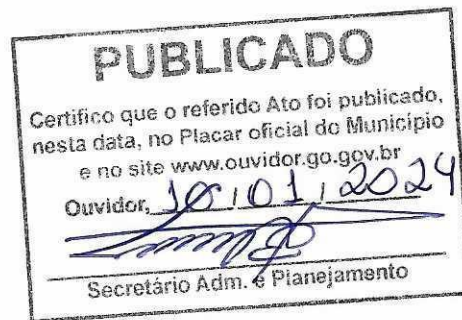 PUBLICADO
Certifico que o referido Ato foi publicado,
nesta data, no Placar oficial do Município
e no site www.ouvidor.go.gov.br
Ouvidor, 10 / 01 / 2024
Secretário Adm. e Planejamento